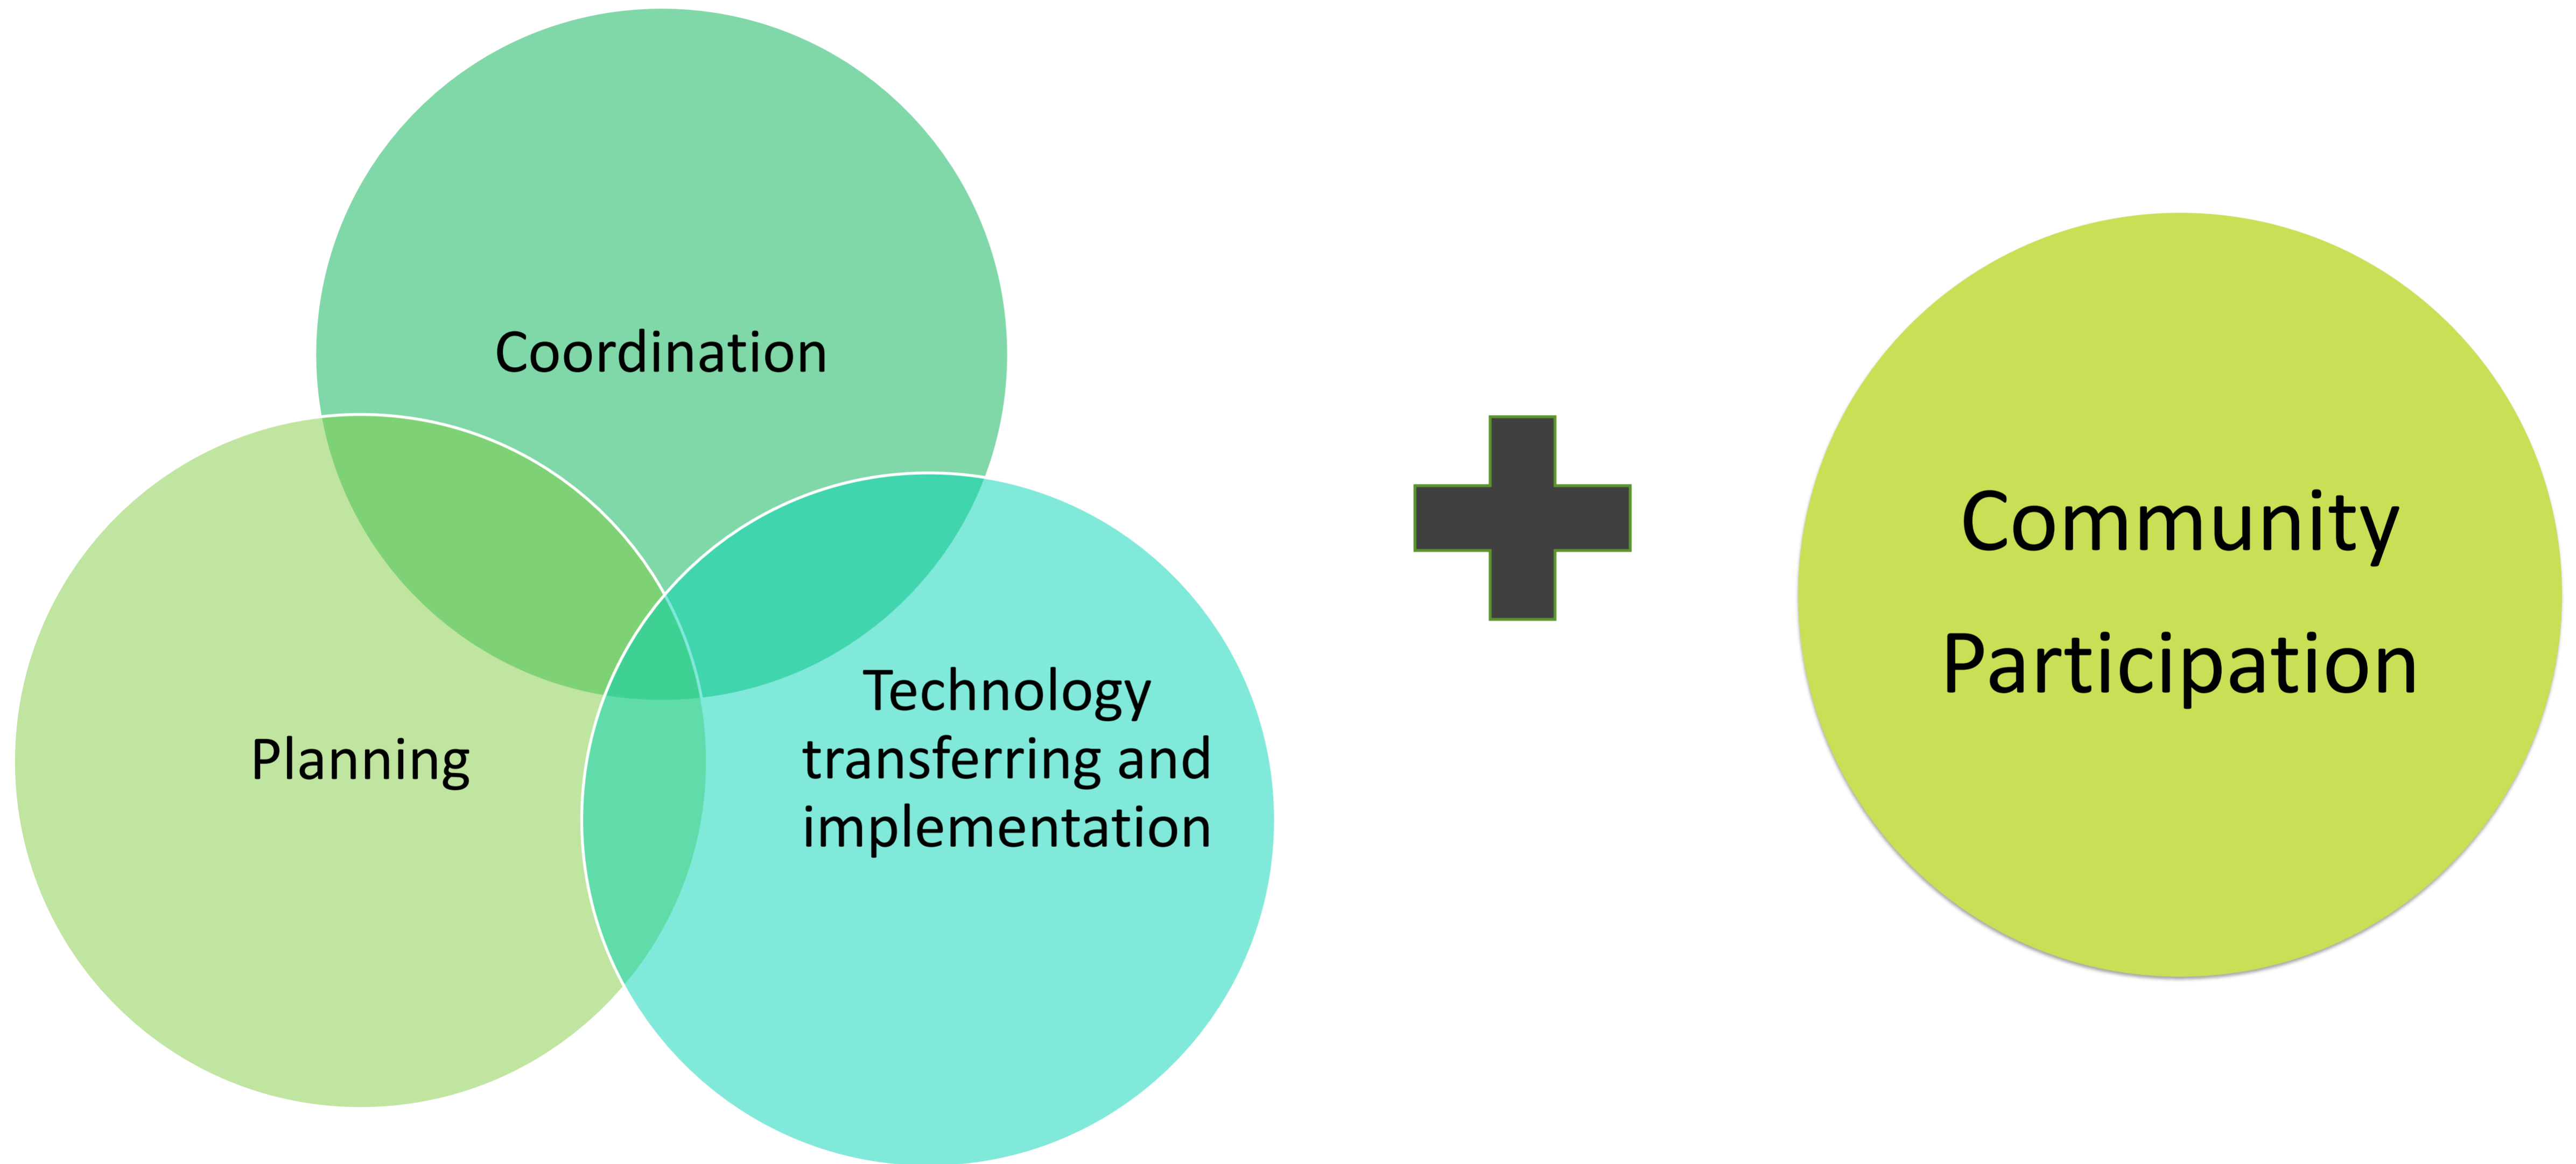 Coordination
Planning
Technology
transferring and
implementation
Community
Participation